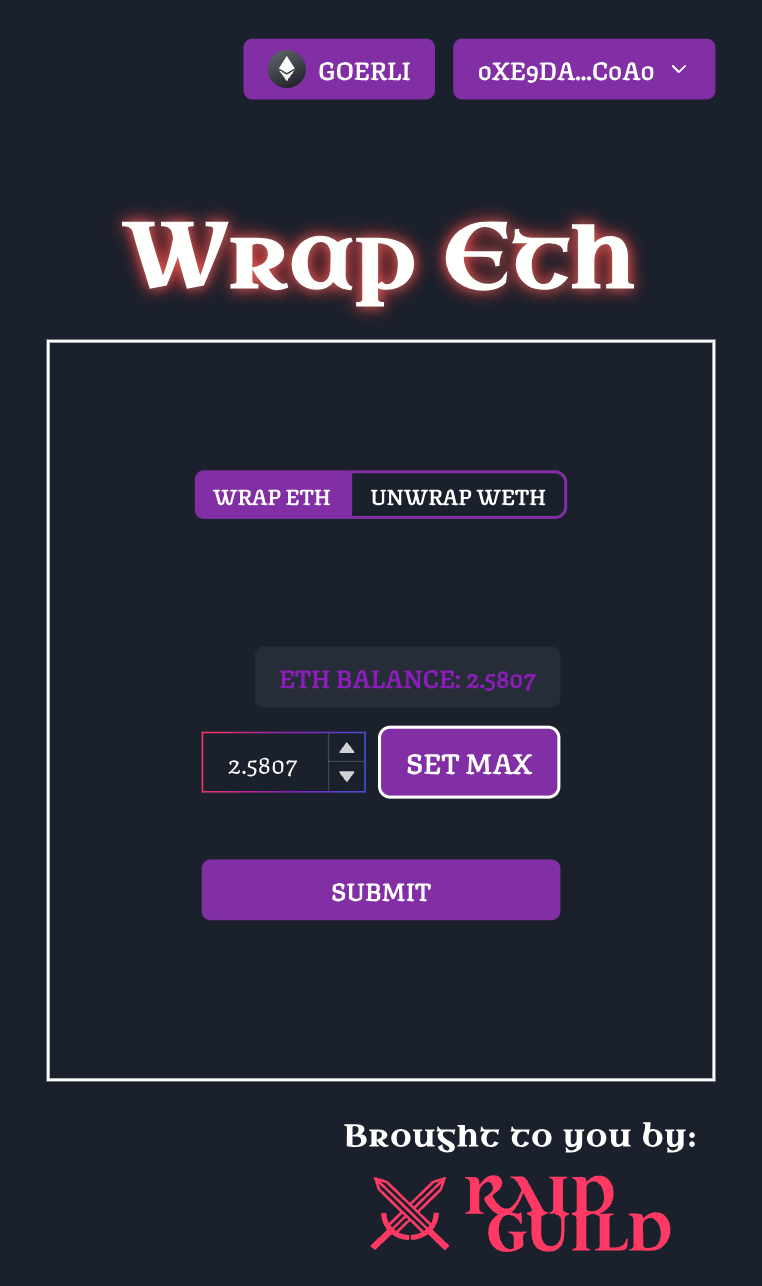 GOERLI
0XE9DA...C0A0
Wrap Eth
WRAP ETH
UNWRAP WETH
ETH BALANCE: 2.5807
2.5807
SET MAX
SUBMIT
Brought to you by:
RAID
GUILD